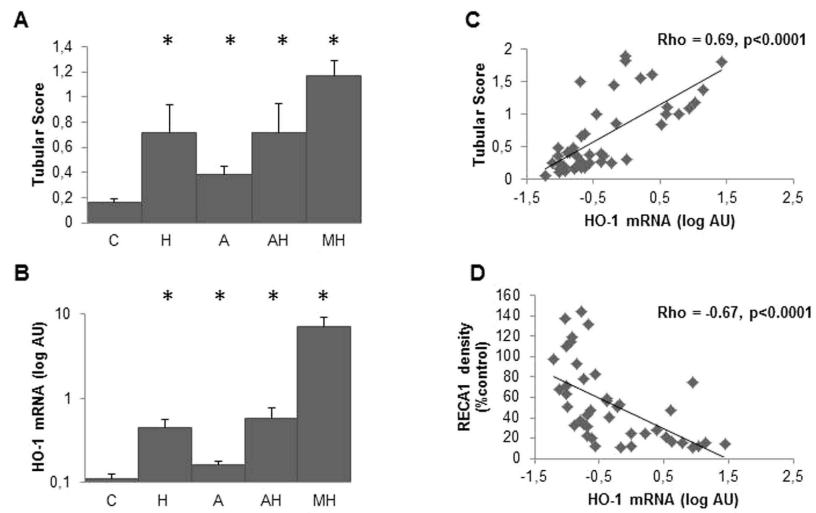 A
* * * *
Tubular Score
1,4
1,2
1
0,8
0,6
0,4
0,2
0
C H A AH MH
B
* * * *
HO-1 mRNA (log AU)
10
1
0,1
C H A AH MH
C
Rho = 0.69, p<0.0001
Tubular Score
2
1,5
1
0,5
0
-1,5 -0,5 0,5 1,5 2,5
HO-1 mRNA (log AU)
D
Rho = -0.67, p<0.0001
RECA1 density
(%control)
160
140
120
100
80
60
40
20
0
-1,5 -0,5 0,5 1,5 2,5
HO-1 mRNA (log AU)